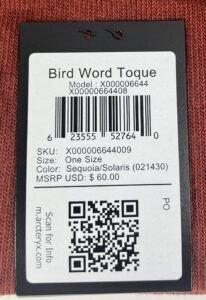 Bird Word Toque
Model : X000006644
X00000664408
6 23555 52764 0
SKU: X000006644009
Size: One Size
Color: Sequoia/Solaris (021430)
MSRP USD: $ 60.00
PO
Scan for Info
m.arcteryx.com